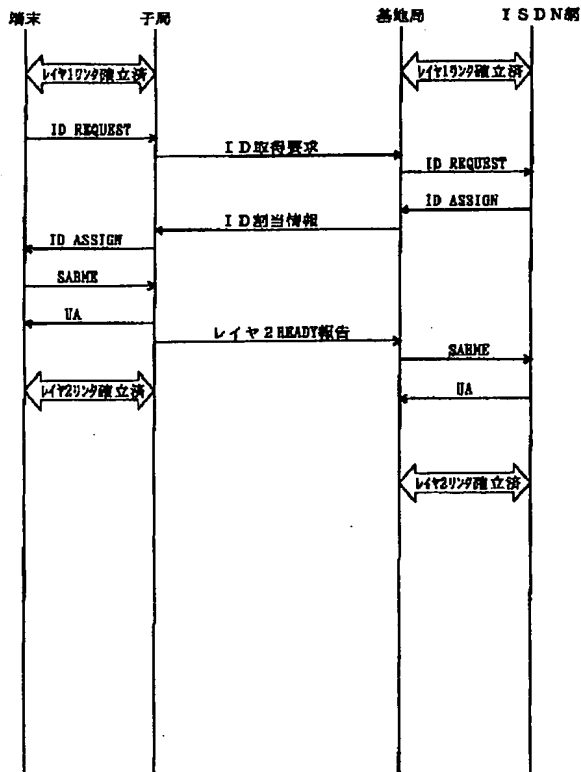 端末 子局 基地局 ISDN網
レイヤ1リンク確立済 レイヤ1リンク確立済
ID REQUEST
ID取得要求
ID REQUEST
ID ASSIGN
ID割当情報
ID ASSIGN
SABME
UA
レイヤ2READY報告
SABME
レイヤ2リンク確立済
UA
レイヤ2リンク確立済